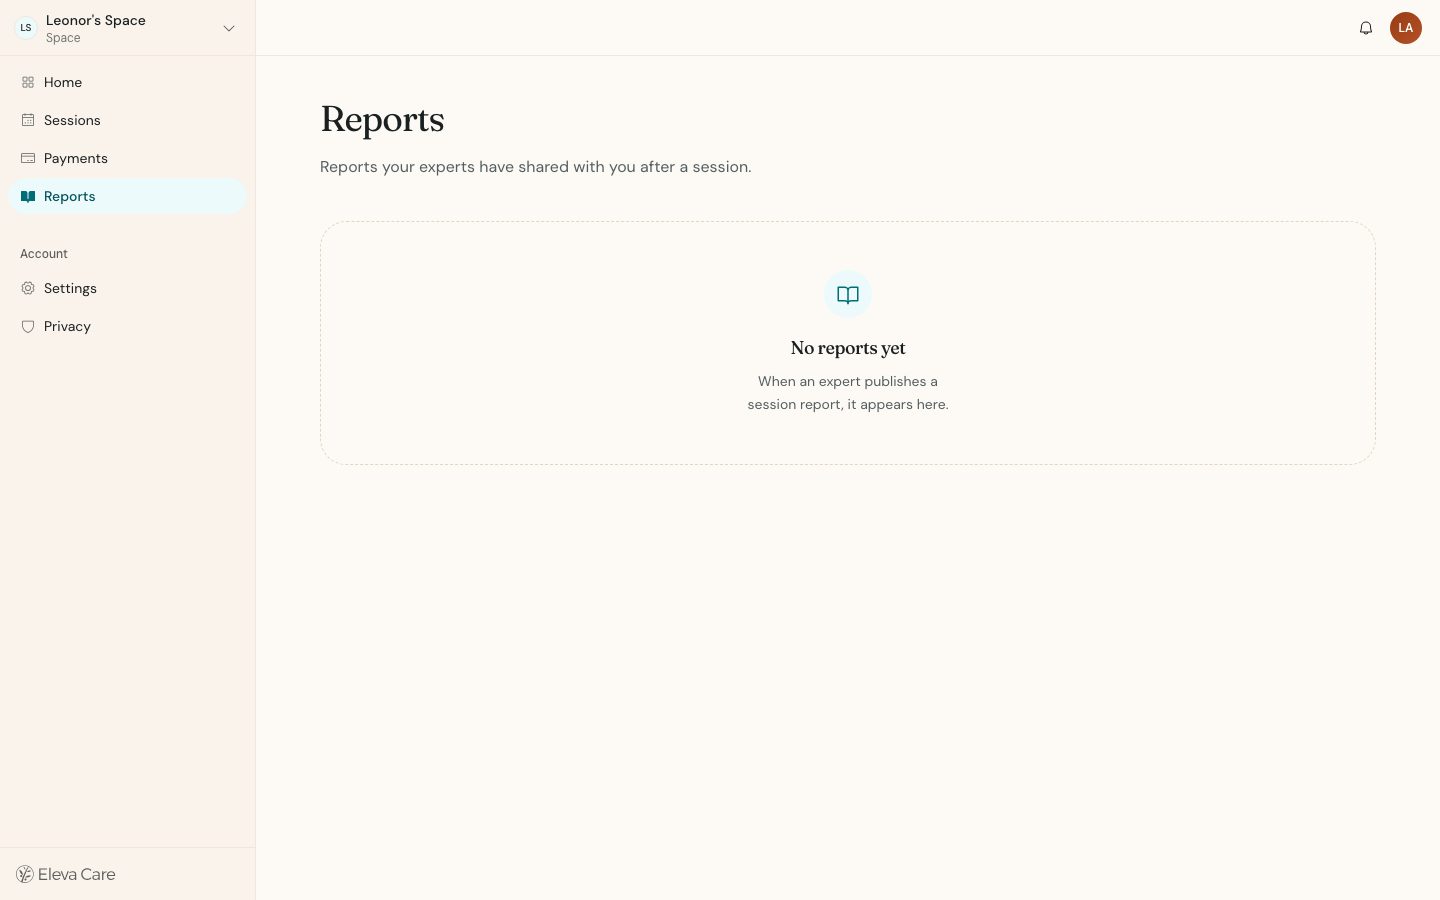 LS
Leonor's Space
Space
LA
Home
Sessions
Payments
Reports
Account
Settings
Privacy
Eleva Care
Reports
Reports your experts have shared with you after a session.
No reports yet
When an expert publishes a
session report, it appears here.